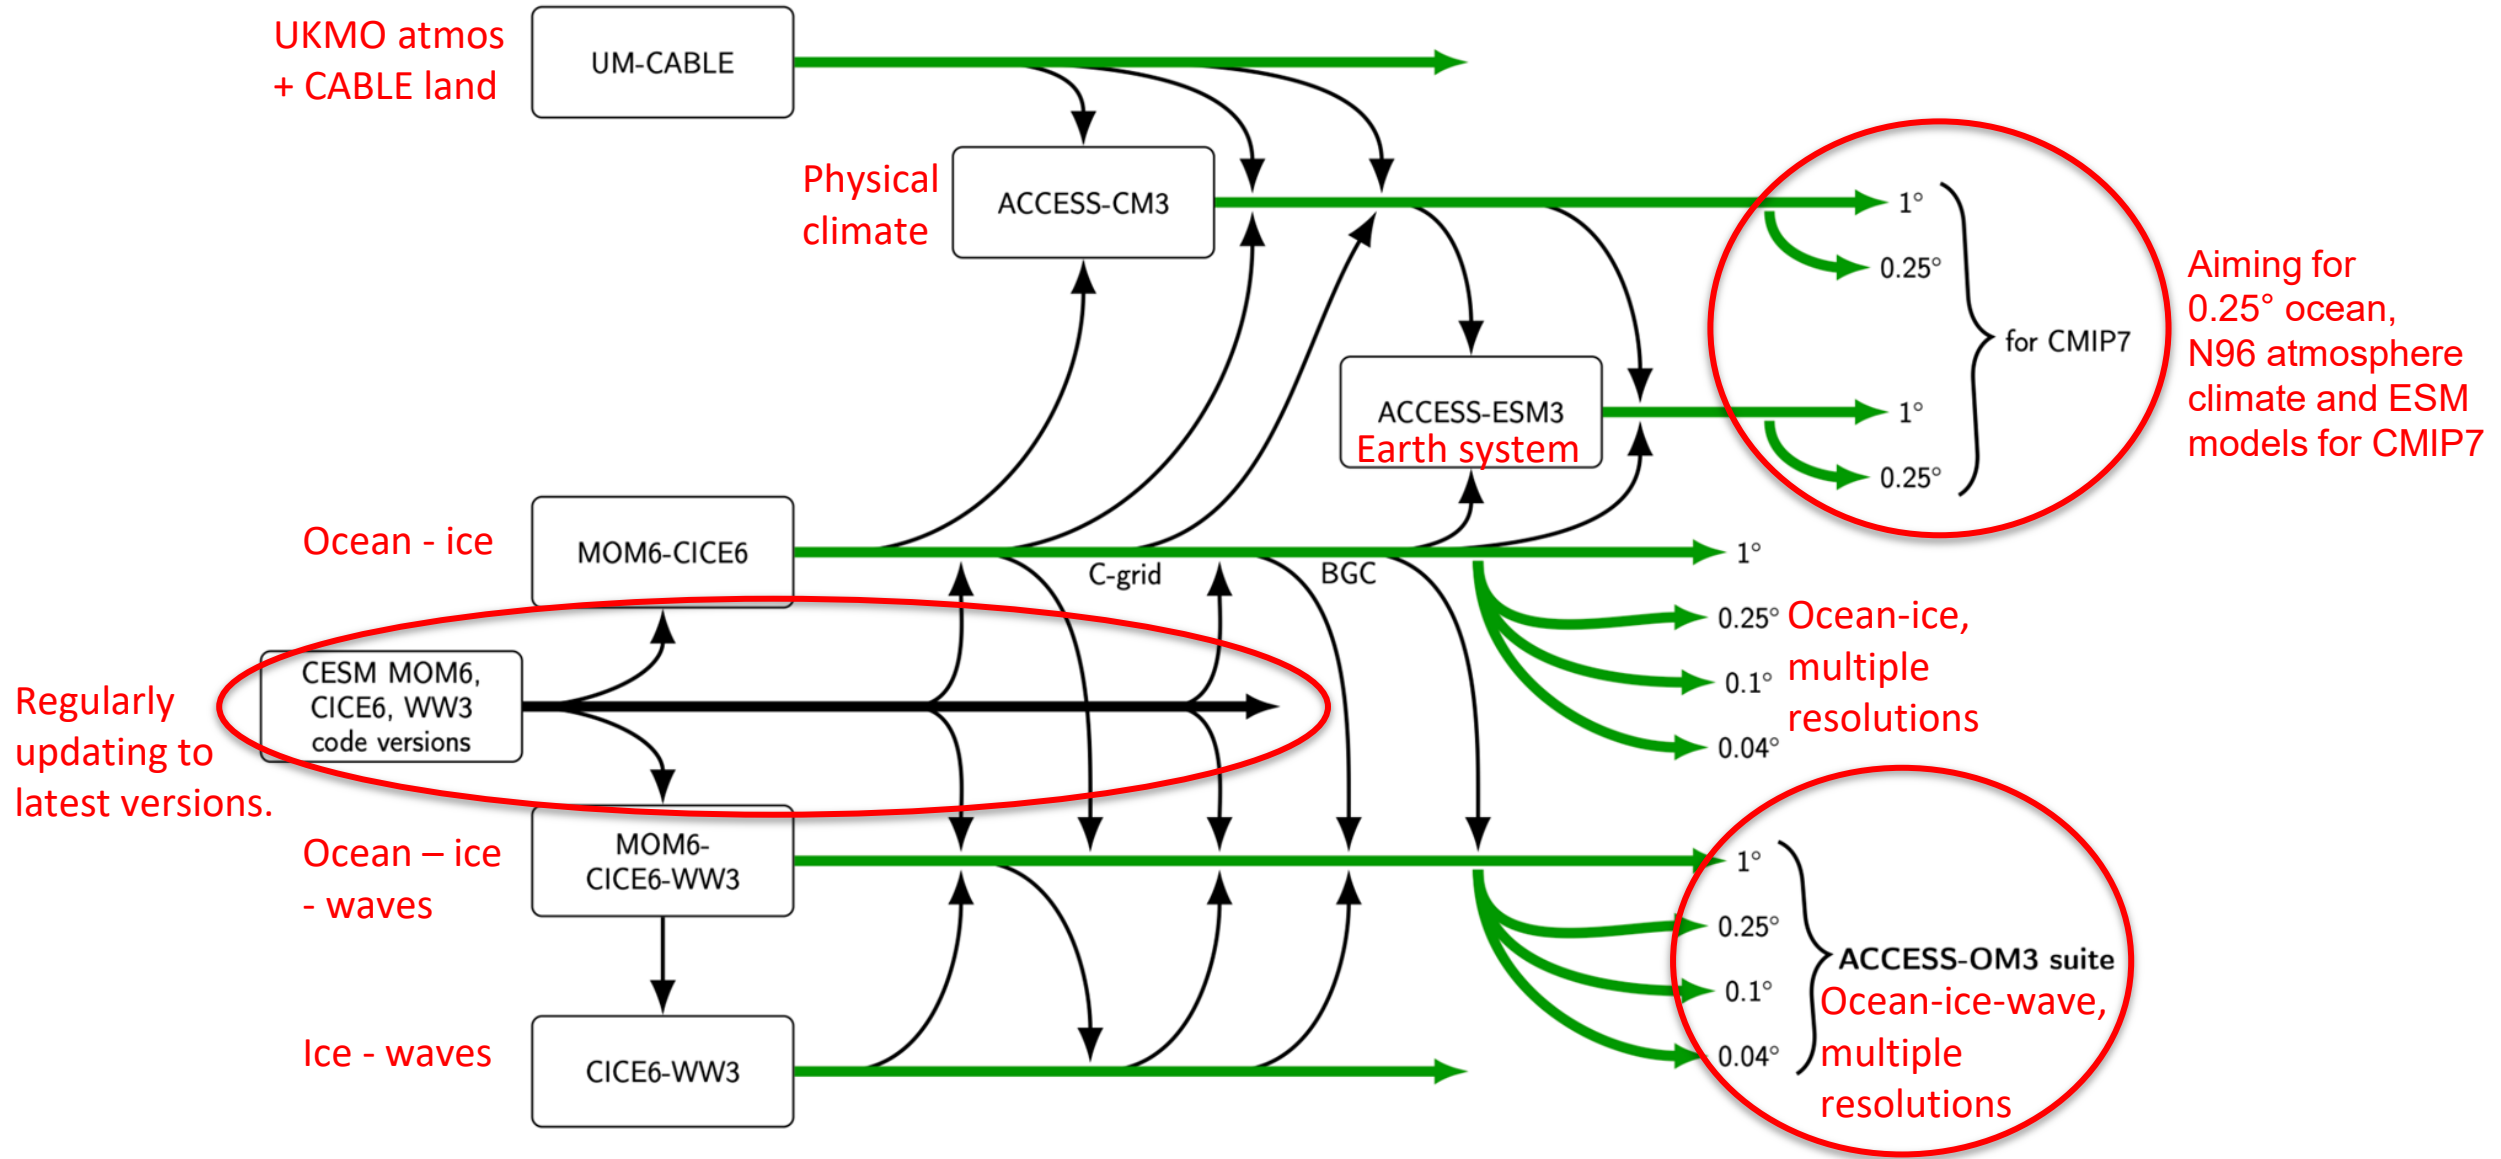 UKMO atmos
+ CABLE land
UM-CABLE
Physical
climate
ACCESS-CM3
1°
0.25°
for CMIP7
Aiming for
0.25° ocean,
N96 atmosphere
climate and ESM
models for CMIP7
ACCESS-ESM3
Earth system
1°
0.25°
Ocean - ice
MOM6-CICE6
C-grid
BGC
1°
0.25°
0.1°
0.04°
Ocean-ice,
multiple
resolutions
Regularly
updating to
latest versions.
CESM MOM6,
CICE6, WW3
code versions
Ocean – ice
- waves
MOM6-
CICE6-WW3
1°
0.25°
0.1°
0.04°
ACCESS-OM3 suite
Ocean-ice-wave,
multiple
resolutions
Ice - waves
CICE6-WW3